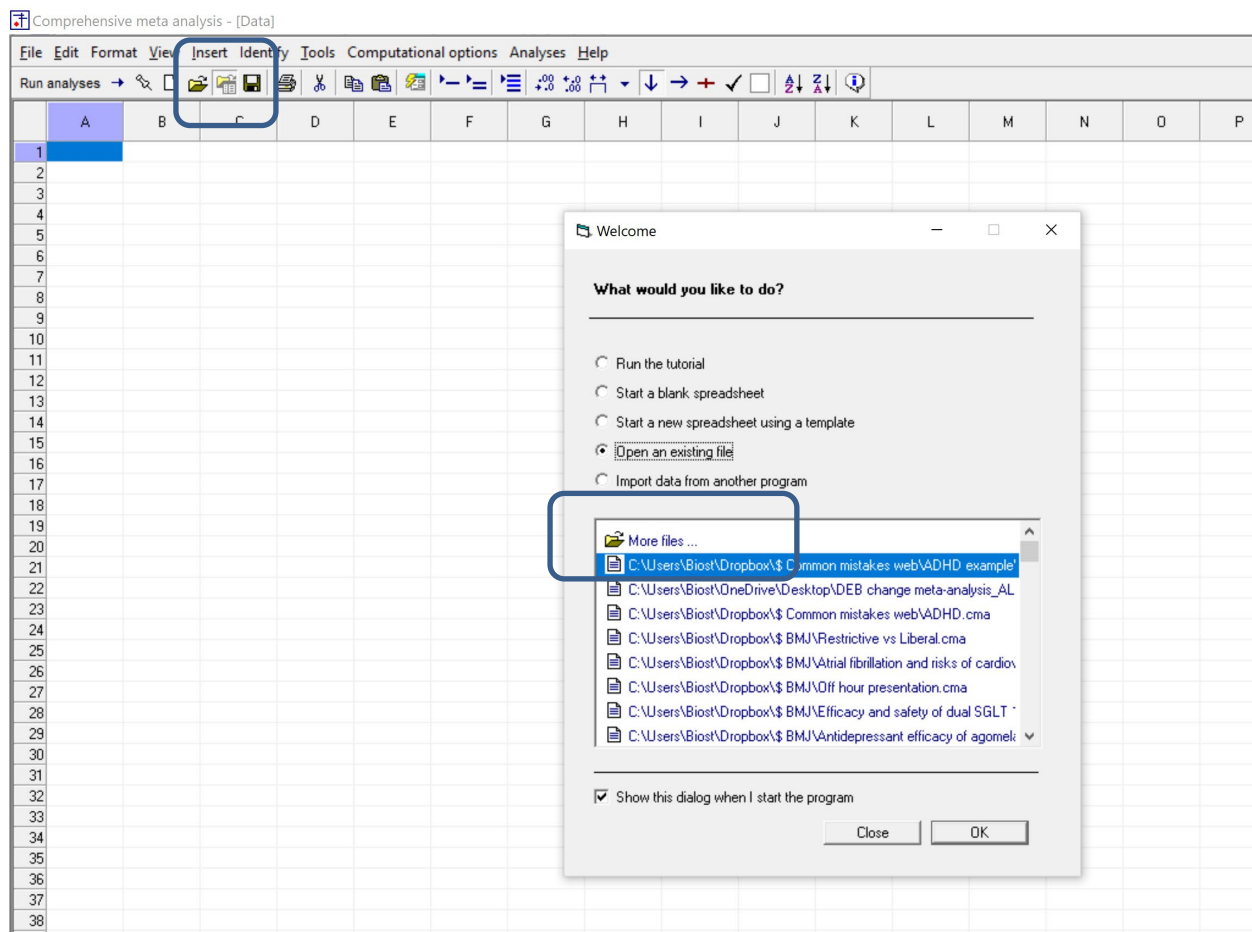 Comprehensive meta analysis - [Data]
File Edit Format View Insert Identify Tools Computational options Analyses Help
Run analyses
A B C D E F G H I J K L M N O P
1
2
3
4
5
6
7
8
9
10
11
12
13
14
15
16
17
18
19
20
21
22
23
24
25
26
27
28
29
30
31
32
33
34
35
36
37
38
Welcome
What would you like to do?
Run the tutorial
Start a blank spreadsheet
Start a new spreadsheet using a template
Open an existing file
Import data from another program
More files ...
C:\Users\Biost\Dropbox\$ Common mistakes web\ADHD example'
C:\Users\Biost\OneDrive\Desktop\DEB change meta-analysis_AL
C:\Users\Biost\Dropbox\$ Common mistakes web\ADHD.cma
C:\Users\Biost\Dropbox\$ BMJ\Restrictive vs Liberal.cma
C:\Users\Biost\Dropbox\$ BMJ\Atrial fibrillation and risks of cardiov
C:\Users\Biost\Dropbox\$ BMJ\Off hour presentation.cma
C:\Users\Biost\Dropbox\$ BMJ\Efficacy and safety of dual SGLT
C:\Users\Biost\Dropbox\$ BMJ\Antidepressant efficacy of agomela
Show this dialog when I start the program
Close OK